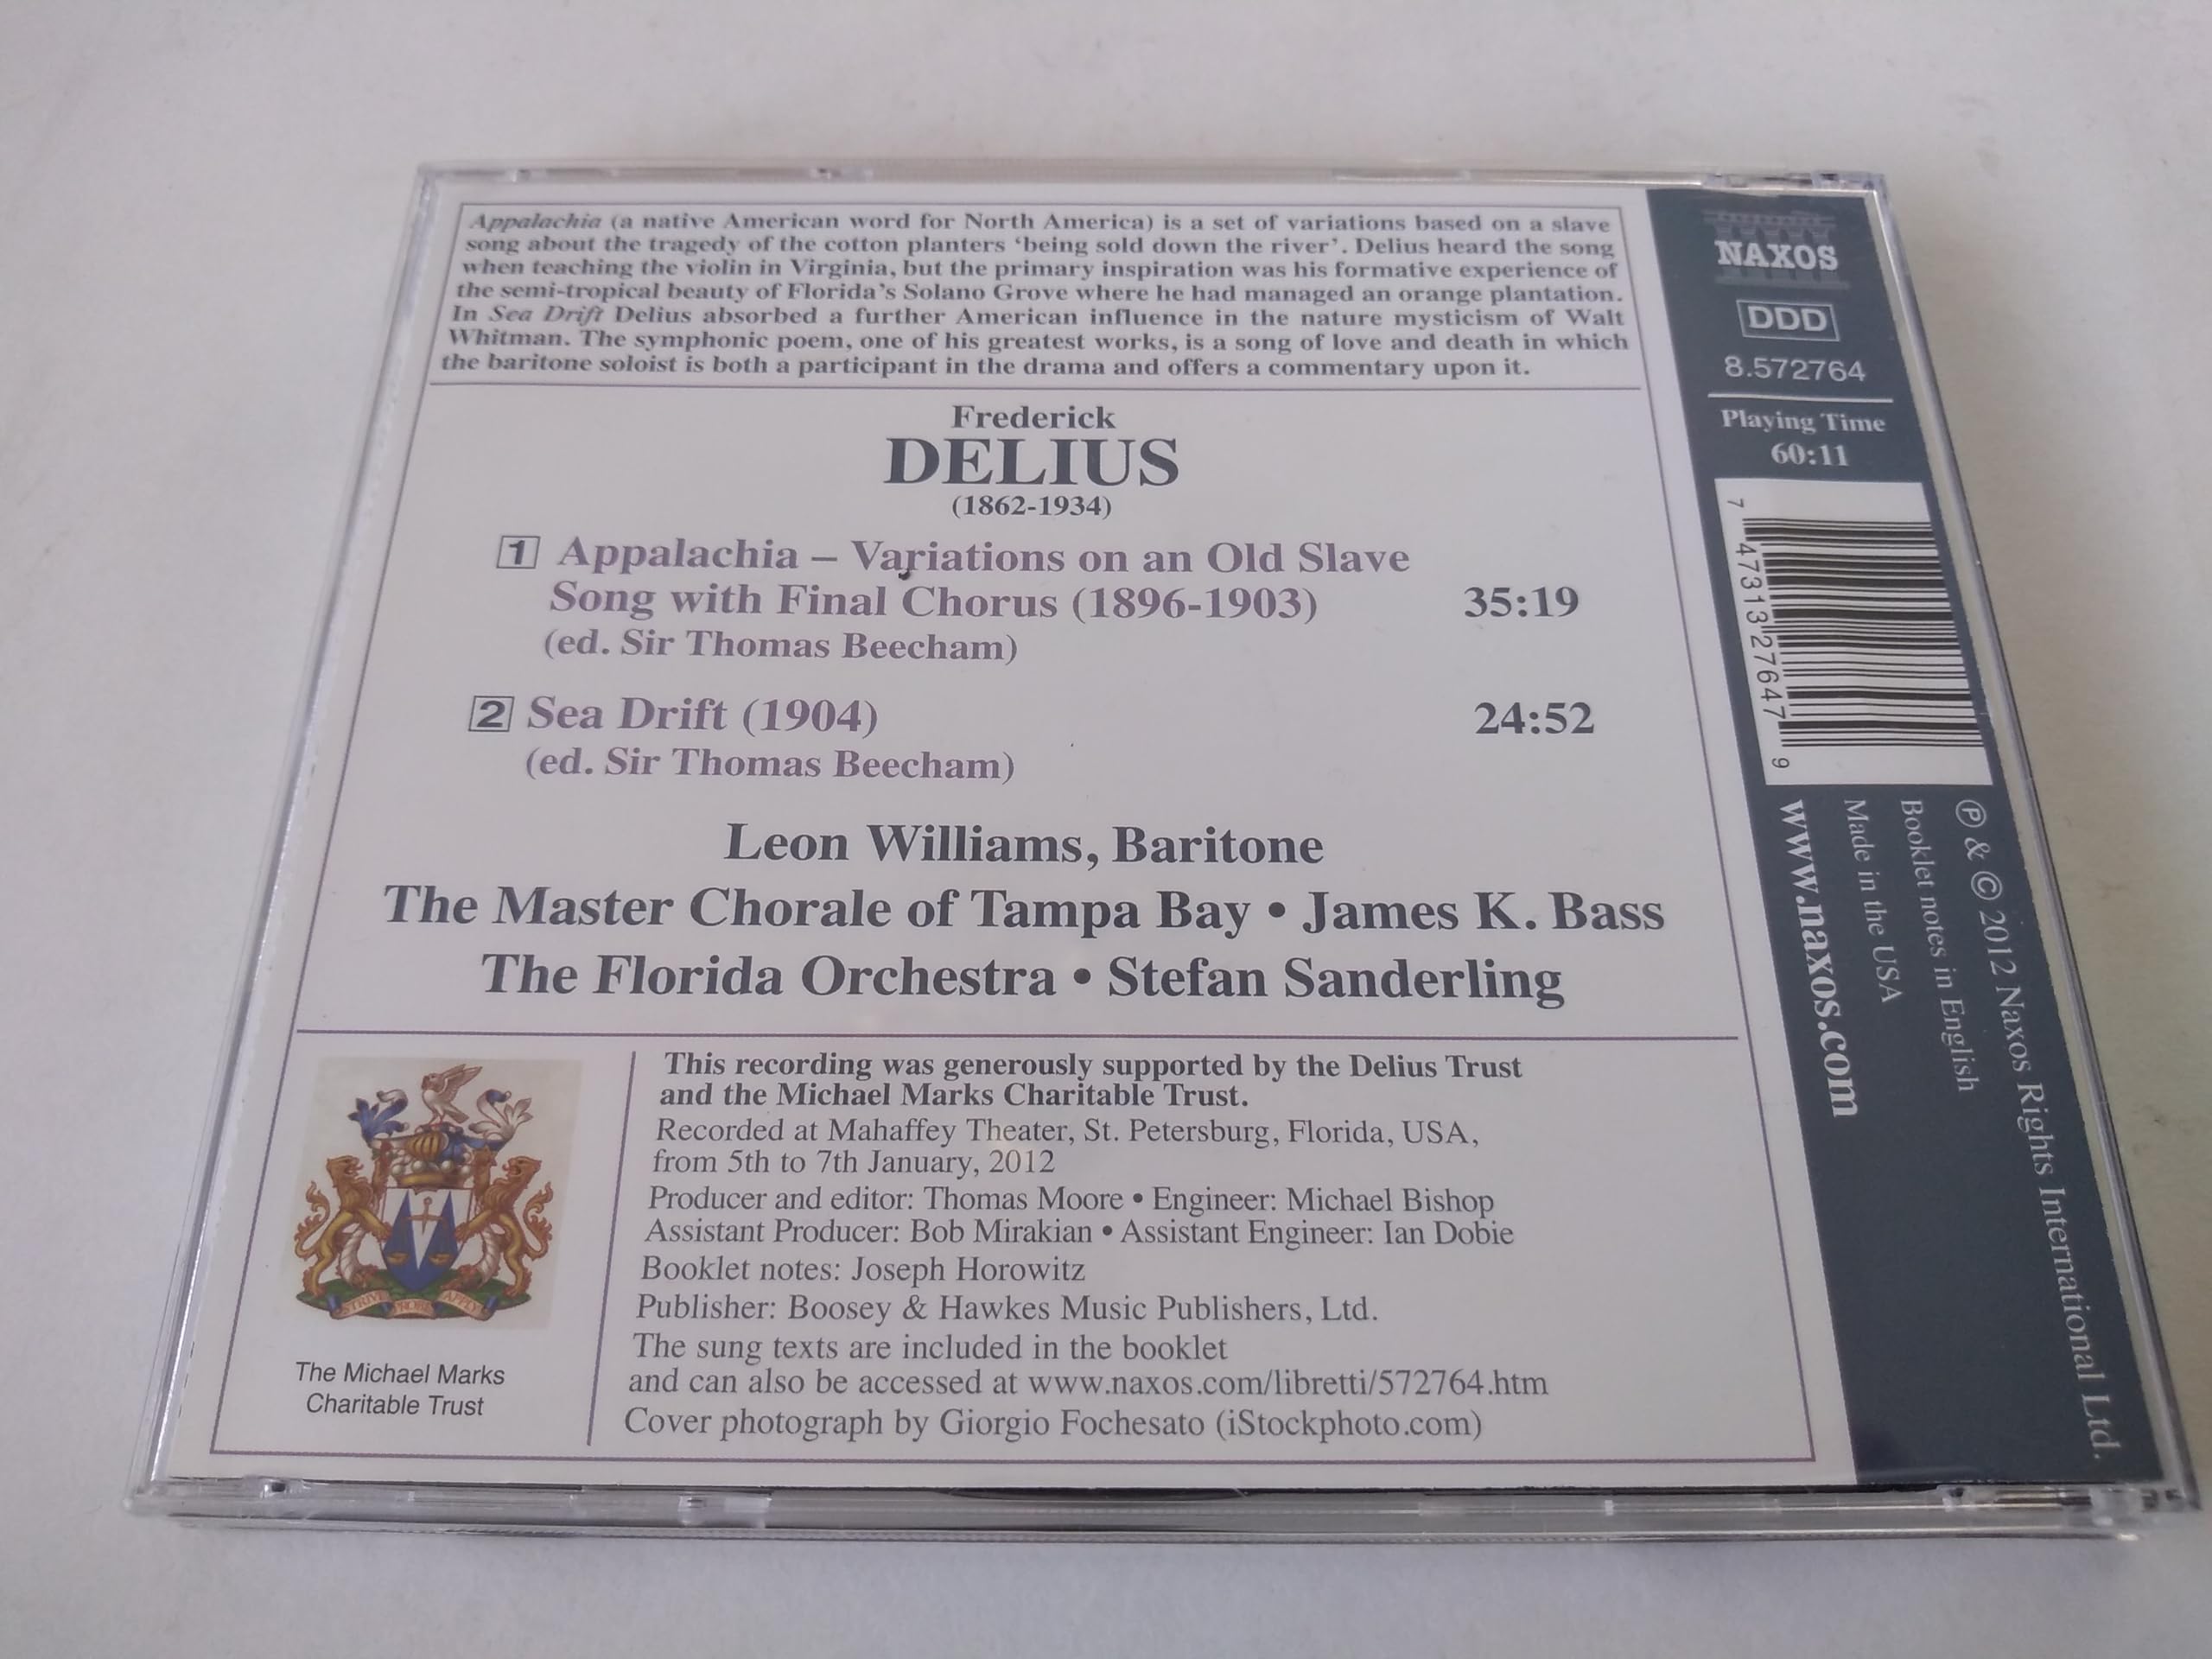 Appalachia (a native American word for North America) is a set of variations based on a slave
song about the tragedy of the cotton planters ‘being sold down the river’. Delius heard the song
when teaching the violin in Virginia, but the primary inspiration was his formative experience of
the semi-tropical beauty of Florida’s Solano Grove where he had managed an orange plantation.
In Sea Drift Delius absorbed a further American influence in the nature mysticism of Walt
Whitman. The symphonic poem, one of his greatest works, is a song of love and death in which
the baritone soloist is both a participant in the drama and offers a commentary upon it.
Frederick
DELIUS
(1862-1934)
1 Appalachia – Variations on an Old Slave
Song with Final Chorus (1896-1903) 35:19
(ed. Sir Thomas Beecham)
2 Sea Drift (1904) 24:52
(ed. Sir Thomas Beecham)
Leon Williams, Baritone
The Master Chorale of Tampa Bay • James K. Bass
The Florida Orchestra • Stefan Sanderling
STRIVE PROBE APPLY
The Michael Marks
Charitable Trust
This recording was generously supported by the Delius Trust
and the Michael Marks Charitable Trust.
Recorded at Mahaffey Theater, St. Petersburg, Florida, USA,
from 5th to 7th January, 2012
Producer and editor: Thomas Moore • Engineer: Michael Bishop
Assistant Producer: Bob Mirakian • Assistant Engineer: Ian Dobie
Booklet notes: Joseph Horowitz
Publisher: Boosey & Hawkes Music Publishers, Ltd.
The sung texts are included in the booklet
and can also be accessed at www.naxos.com/libretti/572764.htm
Cover photograph by Giorgio Fochesato (iStockphoto.com)
NAXOS
DDD
8.572764
Playing Time
60:11
7 47313 27647 9
℗ & © 2012 Naxos Rights International Ltd.
Booklet notes in English
Made in the USA
www.naxos.com